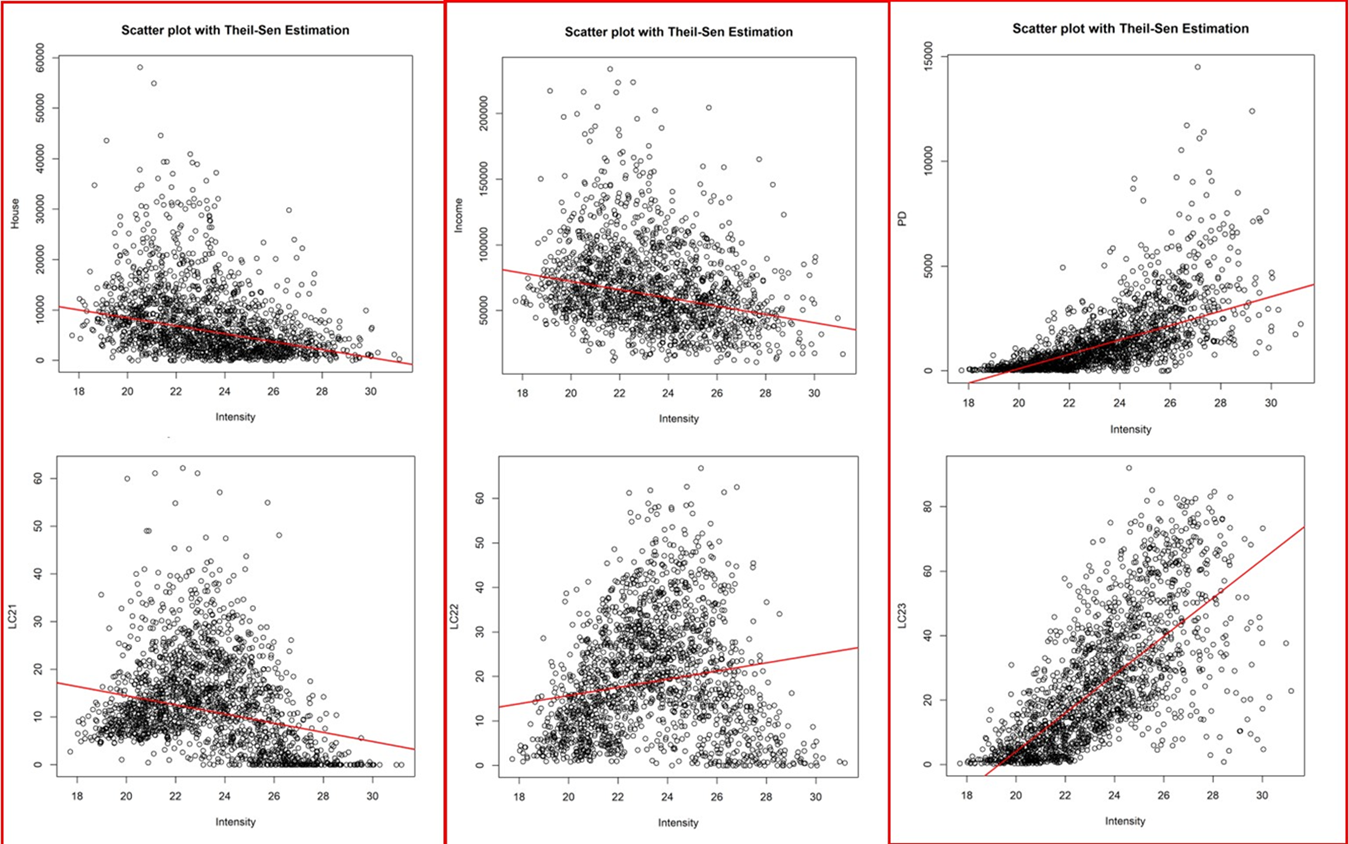 Scatter plot with Theil-Sen Estimation
House
60000
50000
40000
30000
20000
10000
0
18 20 22 24 26 28 30
Intensity
Scatter plot with Theil-Sen Estimation
Income
200000
150000
100000
50000
18 20 22 24 26 28 30
Intensity
Scatter plot with Theil-Sen Estimation
PD
15000
10000
5000
0
18 20 22 24 26 28 30
Intensity
LC21
60
50
40
30
20
10
0
18 20 22 24 26 28 30
Intensity
LC22
60
50
40
30
20
10
0
18 20 22 24 26 28 30
Intensity
LC23
80
60
40
20
0
18 20 22 24 26 28 30
Intensity